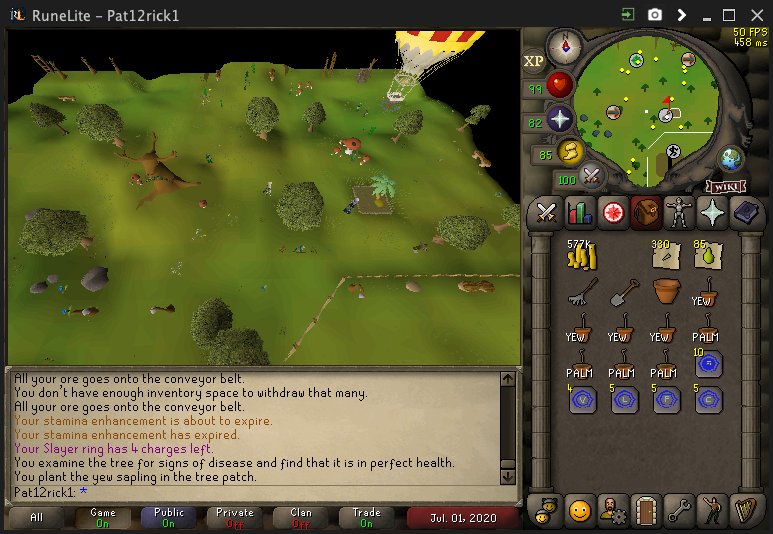 RuneLite - Pat12rick1
50 FPS
458 ms
XP
99
82
85
100
WIKI
577K
330
85
YEW
YEW
YEW
YEW
PALM
PALM
PALM
PALM
10
4
5
5
5
V
L
F
C
All your ore goes onto the conveyor belt.
You don't have enough inventory space to withdraw that many.
All your ore goes onto the conveyor belt.
Your stamina enhancement is about to expire.
Your stamina enhancement has expired.
Your Slayer ring has 4 charges left.
You examine the tree for signs of disease and find that it is in perfect health.
You plant the yew sapling in the tree patch.
Pat12rick1: *
All
Game
On
Public
On
Private
Off
Clan
Off
Trade
On
Jul. 01, 2020